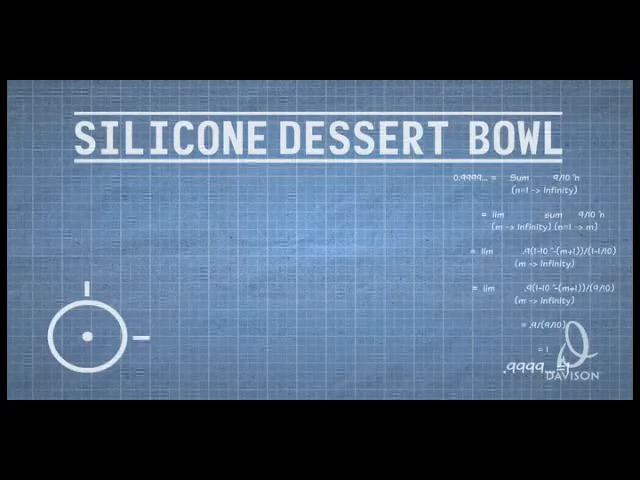 SILICONE DESSERT BOWL
0.9999... = Sum 9/10^n
(n=1 -> Infinity)
= lim sum 9/10^n
(m -> Infinity) (n=1 -> m)
= lim .9(1-10^-(m+1))/(1-1/10)
(m -> Infinity)
= lim .9(1-10^-(m+1))/(9/10)
(m -> Infinity)
= .9/(9/10)
= 1
.9999... =1
DAVISON